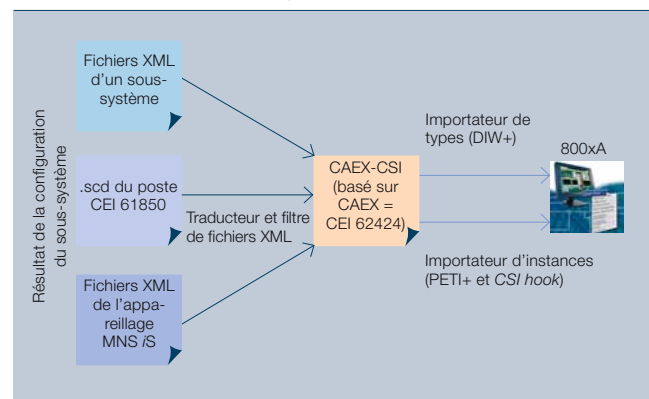 Résultat de la configuration
du sous-système
Fichiers XML
d'un sous-
système
.scd du poste
CEI 61850
Fichiers XML
de l'appa-
reillage
MNS iS
Traducteur et filtre
de fichiers XML
CAEX-CSI
(basé sur
CAEX =
CEI 62424)
Importateur de
types (DIW+)
Importateur d'instances
(PETI+ et CSI hook)
800xA